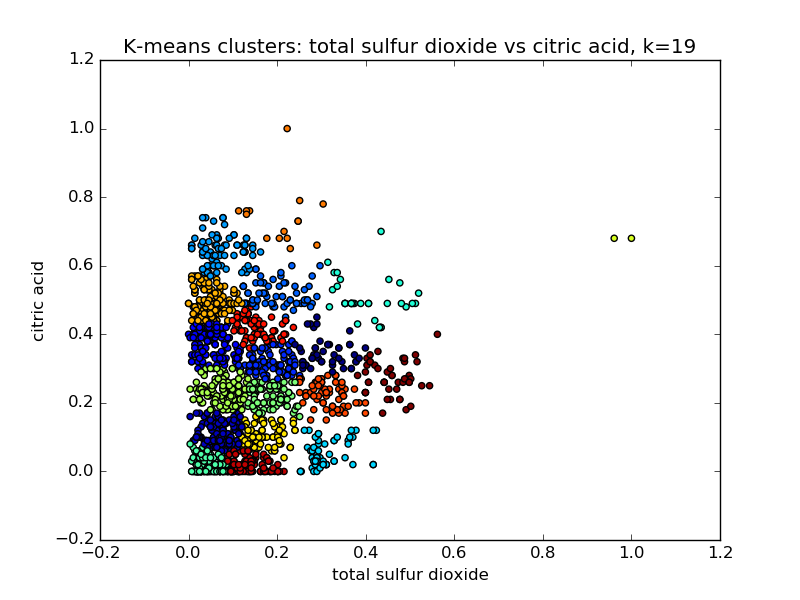 K-means clusters: total sulfur dioxide vs citric acid, k=19
1.2
1.0
0.8
0.6
0.4
0.2
0.0
−0.2
citric acid
−0.2 0.0 0.2 0.4 0.6 0.8 1.0 1.2
total sulfur dioxide